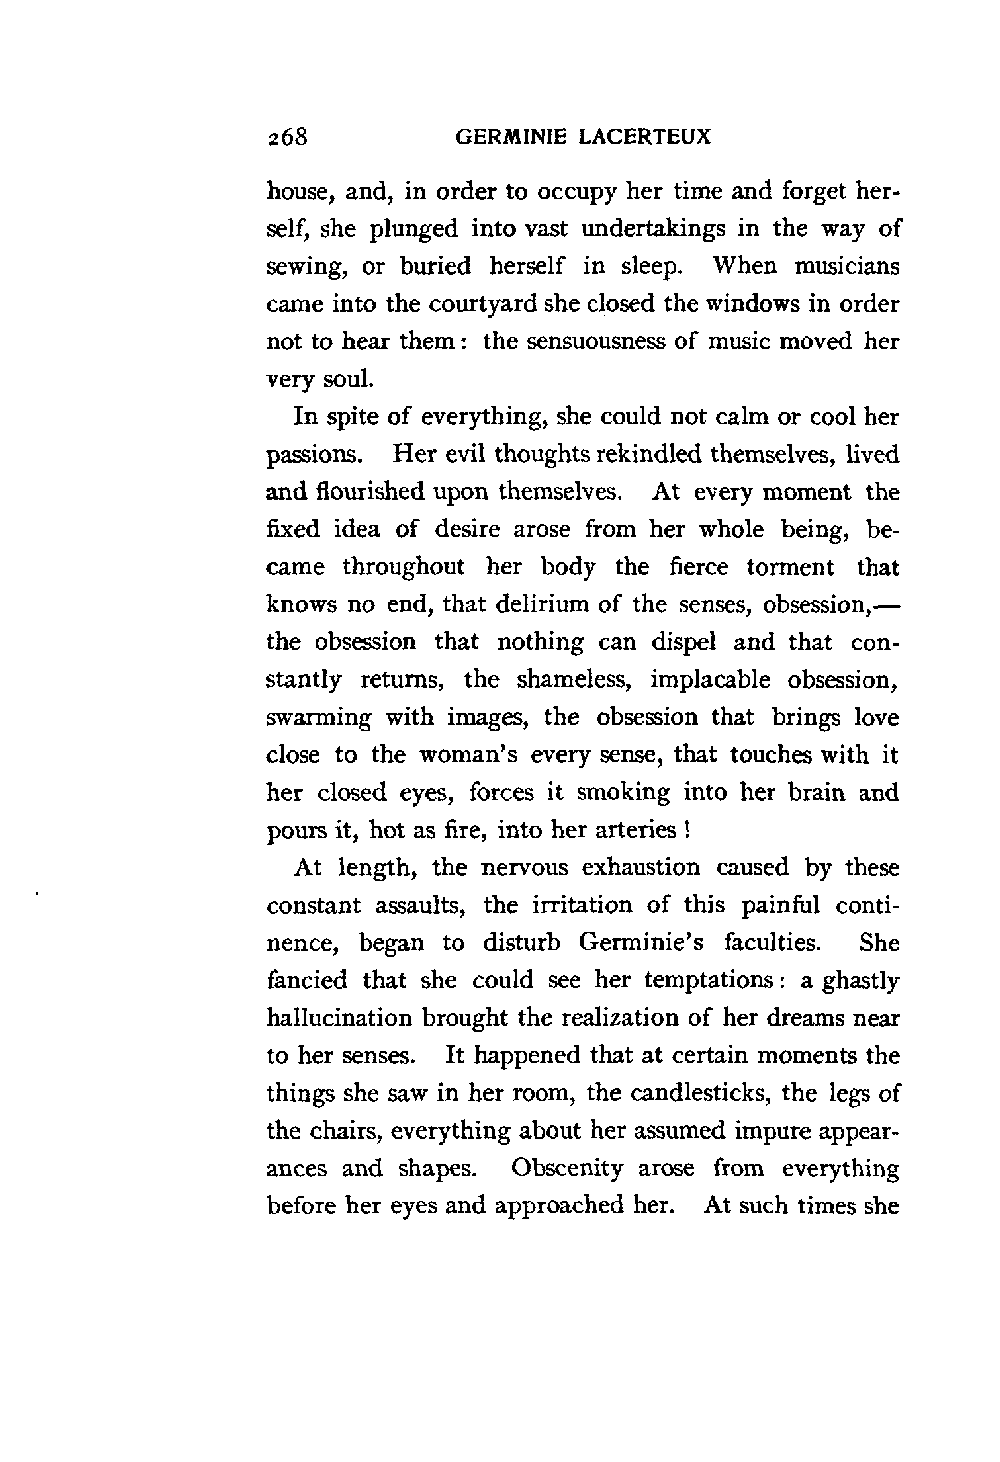 268 GERMINIE LACERTEUX
house, and, in order to occupy her time and forget her-
self, she plunged into vast undertakings in the way of
sewing, or buried herself in sleep. When musicians
came into the courtyard she closed the windows in order
not to hear them: the sensuousness of music moved her
very soul.
In spite of everything, she could not calm or cool her
passions. Her evil thoughts rekindled themselves, lived
and flourished upon themselves. At every moment the
fixed idea of desire arose from her whole being, be-
came throughout her body the fierce torment that
knows no end, that delirium of the senses, obsession,—
the obsession that nothing can dispel and that con-
stantly returns, the shameless, implacable obsession,
swarming with images, the obsession that brings love
close to the woman's every sense, that touches with it
her closed eyes, forces it smoking into her brain and
pours it, hot as fire, into her arteries!
At length, the nervous exhaustion caused by these
constant assaults, the irritation of this painful conti-
nence, began to disturb Germinie's faculties. She
fancied that she could see her temptations: a ghastly
hallucination brought the realization of her dreams near
to her senses. It happened that at certain moments the
things she saw in her room, the candlesticks, the legs of
the chairs, everything about her assumed impure appear-
ances and shapes. Obscenity arose from everything
before her eyes and approached her. At such times she